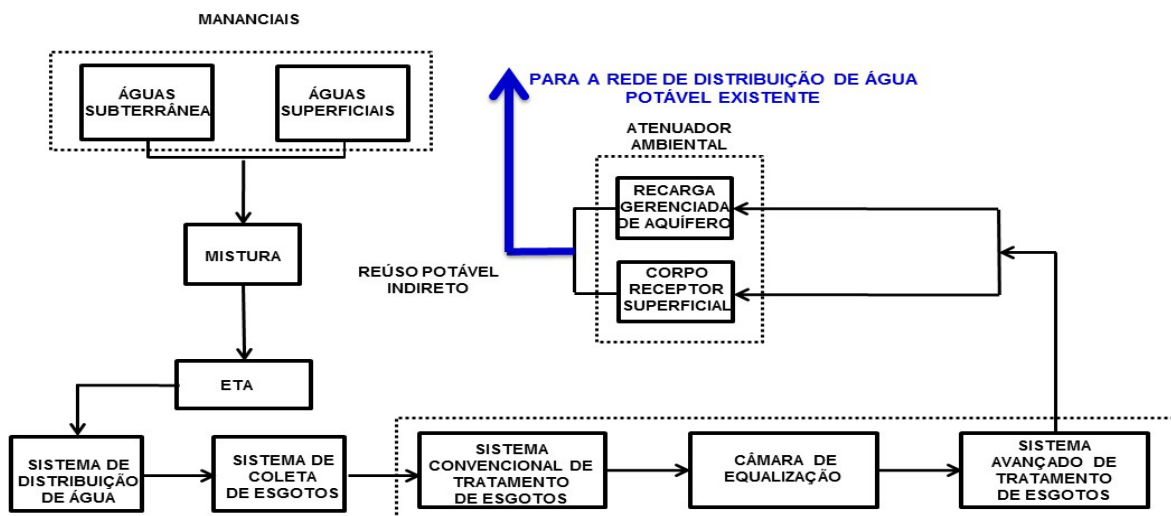 MANANCIAIS
ÁGUAS
SUBTERRÂNEA
ÁGUAS
SUPERFICIAIS
PARA A REDE DE DISTRIBUIÇÃO DE ÁGUA
POTÁVEL EXISTENTE
ATENUADOR
AMBIENTAL
RECARGA
GERENCIADA
DE AQUÍFERO
MISTURA
REÚSO POTÁVEL
INDIRETO
CORPO
RECEPTOR
SUPERFICIAL
ETA
SISTEMA DE
DISTRIBUIÇÃO
DE ÁGUA
SISTEMA DE
COLETA
DE ESGOTOS
SISTEMA
CONVENCIONAL DE
TRATAMENTO
DE ESGOTOS
CÂMARA DE
EQUALIZAÇÃO
SISTEMA
AVANÇADO DE
TRATAMENTO
DE ESGOTOS